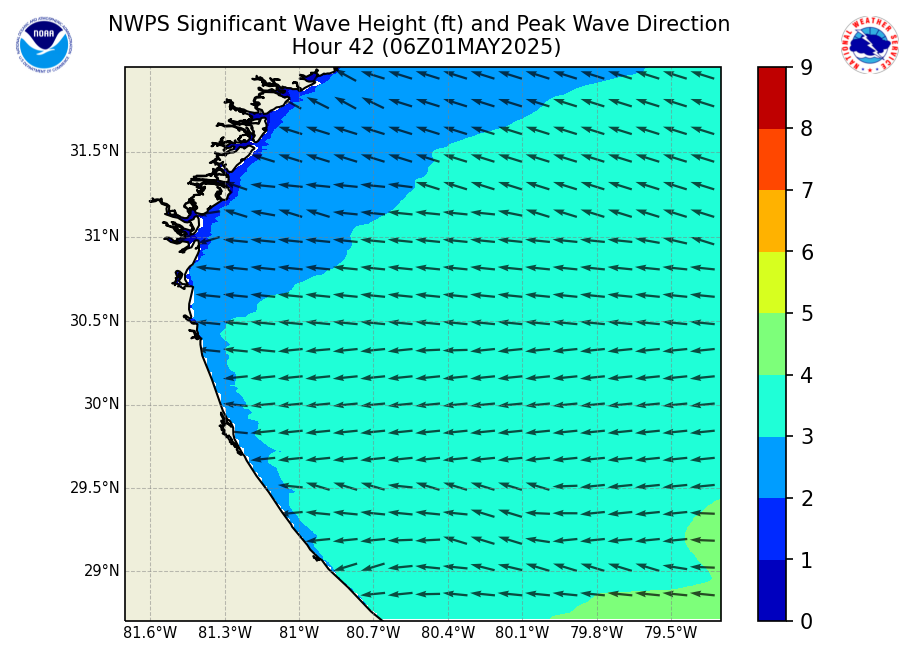 NWPS Significant Wave Height (ft) and Peak Wave Direction
Hour 42 (06Z01MAY2025)
NOAA
NATIONAL WEATHER SERVICE
31.5°N
31°N
30.5°N
30°N
29.5°N
29°N
81.6°W 81.3°W 81°W 80.7°W 80.4°W 80.1°W 79.8°W 79.5°W
9
8
7
6
5
4
3
2
1
0